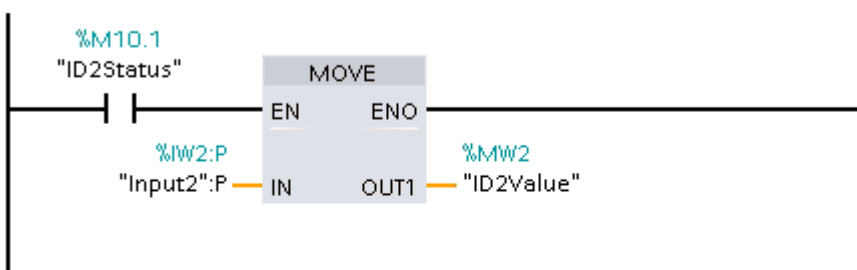 %M10.1
"ID2Status"
MOVE
EN ENO
%IW2:P
"Input2":P
IN OUT1
%MW2
"ID2Value"